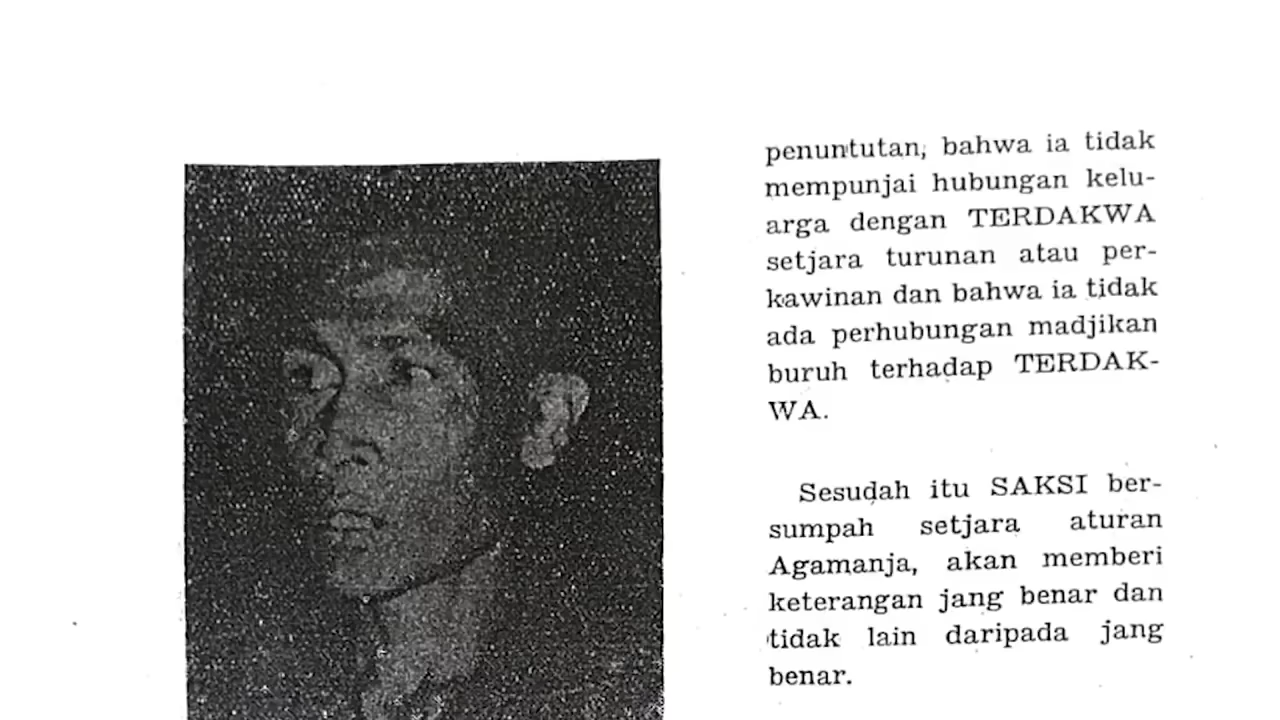 penuntutan, bahwa ia tidak
mempunjai hubungan kelu-
arga dengan TERDAKWA
setjara turunan atau per-
kawinan dan bahwa ia tidak
ada perhubungan madjikan
buruh terhadap TERDAK-
WA.
Sesudah itu SAKSI ber-
sumpah setjara aturan
Agamanja, akan memberi
keterangan jang benar dan
tidak lain daripada jang
benar.